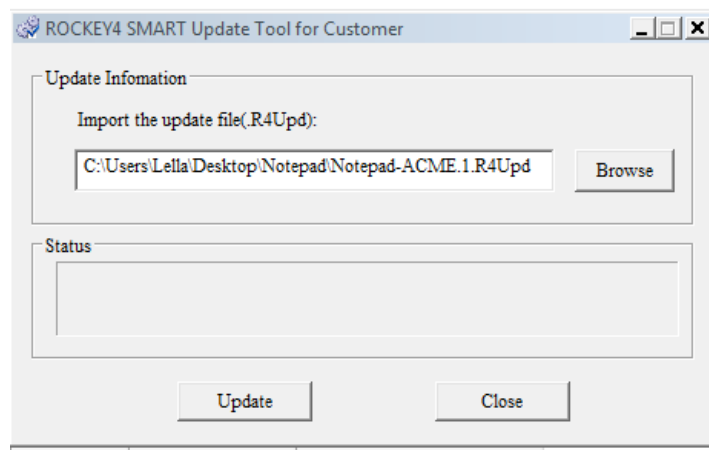 ROCKEY4 SMART Update Tool for Customer
Update Infomation
Import the update file(.R4Upd):
C:\Users\Lella\Desktop\Notepad\Notepad-ACME.1.R4Upd
Browse
Status
Update
Close